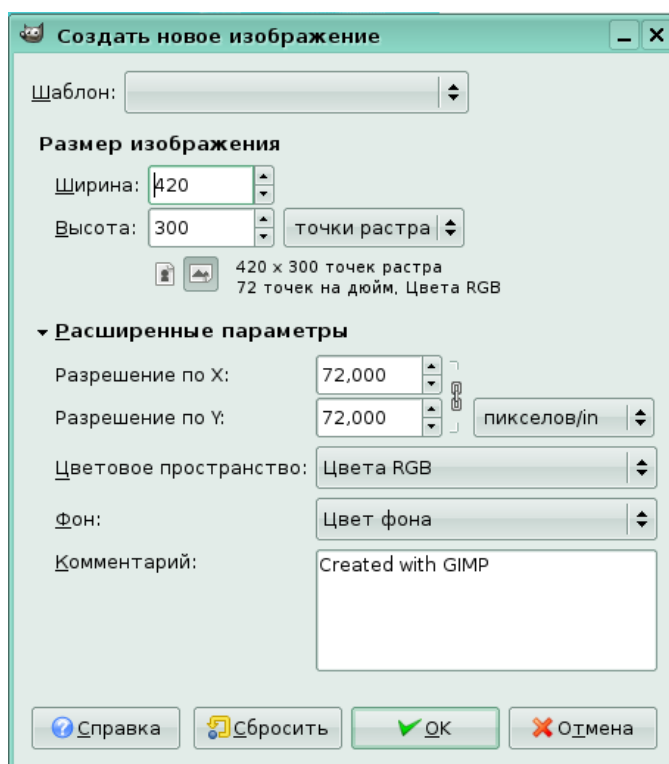 Создать новое изображение
Шаблон:
Размер изображения
Ширина: 420
Высота: 300 точки растра
420 x 300 точек растра
72 точек на дюйм, Цвета RGB
Расширенные параметры
Разрешение по X: 72,000
Разрешение по Y: 72,000 пикселов/in
Цветовое пространство: Цвета RGB
Фон: Цвет фона
Комментарий: Created with GIMP
Справка Сбросить OK Отмена